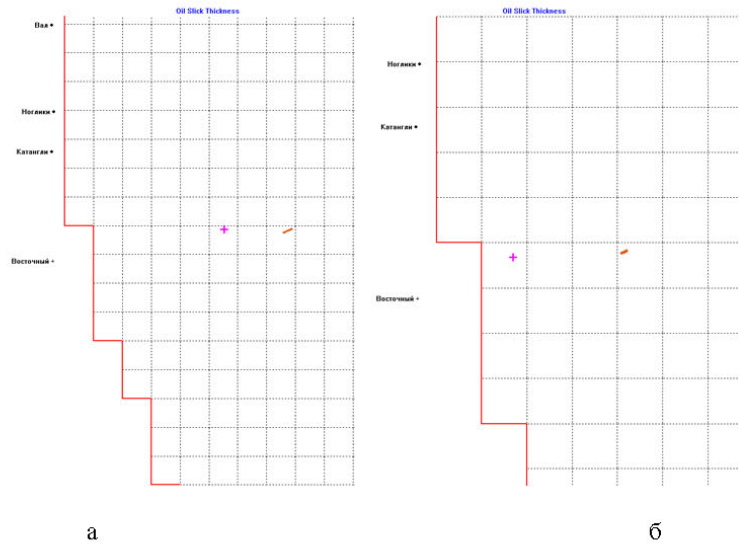 Oil Slick Thickness
Вал
Ноглики
Катангли
Восточный
а
Oil Slick Thickness
Ноглики
Катангли
Восточный
б